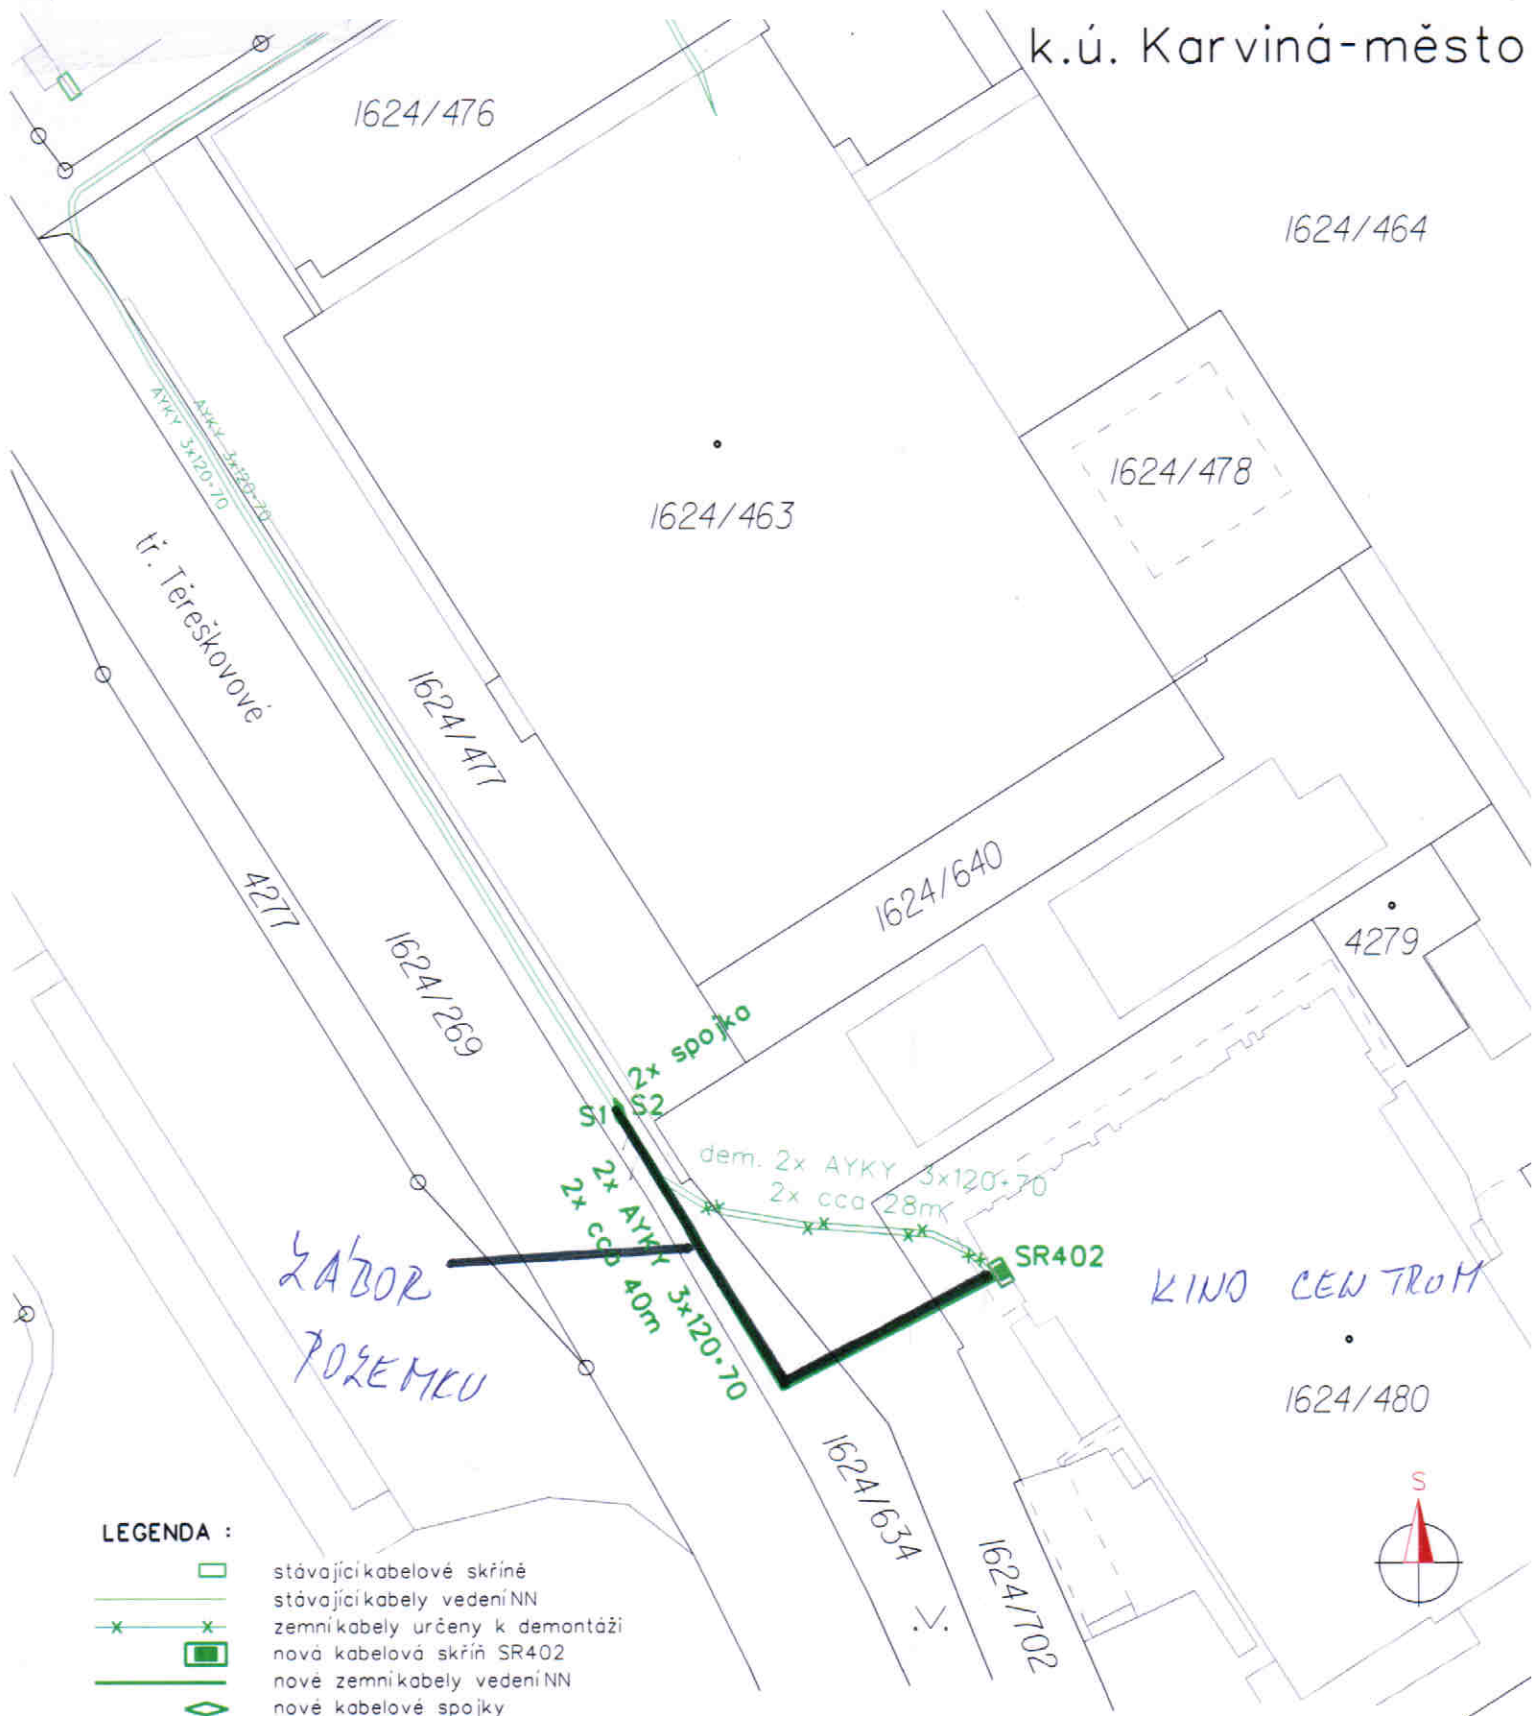 k.ú. Karviná-město
1624/476
1624/464
AYKY 3x120+70
AYKY 3x120+70
1624/478
1624/463
tř. Těreškovové
1624/477
1624/640
4277
4279
1624/269
2x spojka
S1
S2
dem. 2x AYKY 3x120+70
2x cca 28m
2x AYKY 3x120+70
2x cca 40m
SR402
ZÁBOR
POZEMKU
KINO CENTRUM
1624/480
1624/634
1624/702
S
LEGENDA :
stávající kabelové skříně
stávající kabely vedení NN
zemní kabely určeny k demontáži
nová kabelová skříň SR402
nové zemní kabely vedení NN
nové kabelové spojky